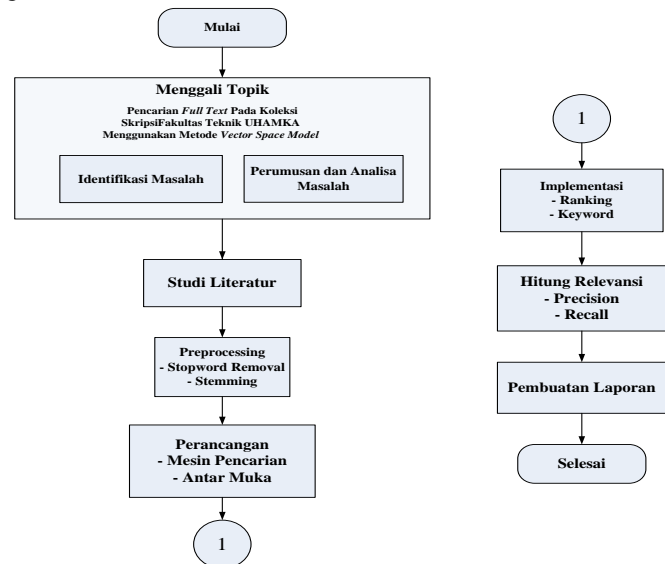 Mulai
Menggali Topik
Pencarian Full Text Pada Koleksi
SkripsiFakultas Teknik UHAMKA
Menggunakan Metode Vector Space Model
Identifikasi Masalah
Perumusan dan Analisa
Masalah
Studi Literatur
Preprocessing
- Stopword Removal
- Stemming
Perancangan
- Mesin Pencarian
- Antar Muka
1
1
Implementasi
- Ranking
- Keyword
Hitung Relevansi
- Precision
- Recall
Pembuatan Laporan
Selesai